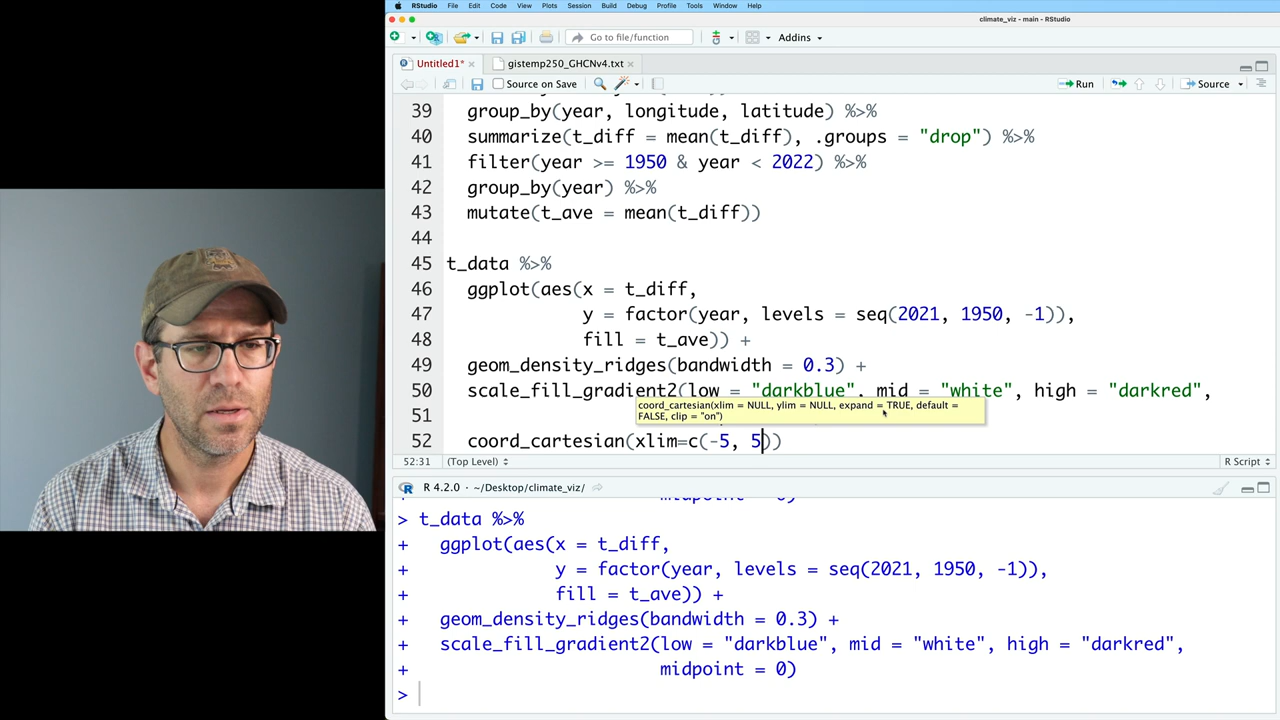 RStudio File Edit Code View Plots Session Build Debug Profile Tools Window Help
climate_viz - main - RStudio
Go to file/function Addins
Untitled1* gistemp250_GHCNv4.txt
Source on Save Run Source
39 group_by(year, longitude, latitude) %>%
40 summarize(t_diff = mean(t_diff), .groups = "drop") %>%
41 filter(year >= 1950 & year < 2022) %>%
42 group_by(year) %>%
43 mutate(t_ave = mean(t_diff))
44
45 t_data %>%
46 ggplot(aes(x = t_diff,
47 y = factor(year, levels = seq(2021, 1950, -1)),
48 fill = t_ave)) +
49 geom_density_ridges(bandwidth = 0.3) +
50 scale_fill_gradient2(low = "darkblue", mid = "white", high = "darkred",
coord_cartesian(xlim = NULL, ylim = NULL, expand = TRUE, default =
FALSE, clip = "on")
51
52 coord_cartesian(xlim=c(-5, 5))
52:31 (Top Level) R Script
R 4.2.0 · ~/Desktop/climate_viz/
> t_data %>%
+ ggplot(aes(x = t_diff,
+ y = factor(year, levels = seq(2021, 1950, -1)),
+ fill = t_ave)) +
+ geom_density_ridges(bandwidth = 0.3) +
+ scale_fill_gradient2(low = "darkblue", mid = "white", high = "darkred",
+ midpoint = 0)
>